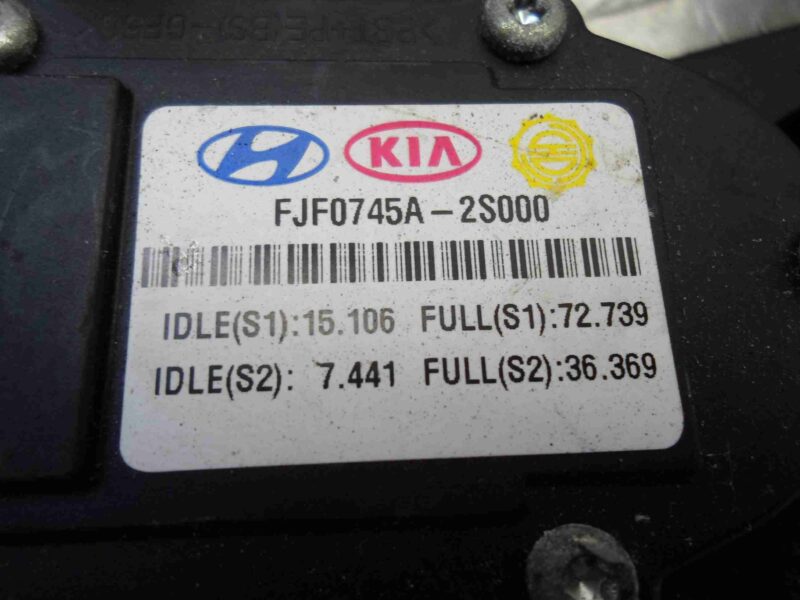 KIA
FJF0745A-2S000
IDLE(S1):15.106 FULL(S1):72.739
IDLE(S2): 7.441 FULL(S2):36.369